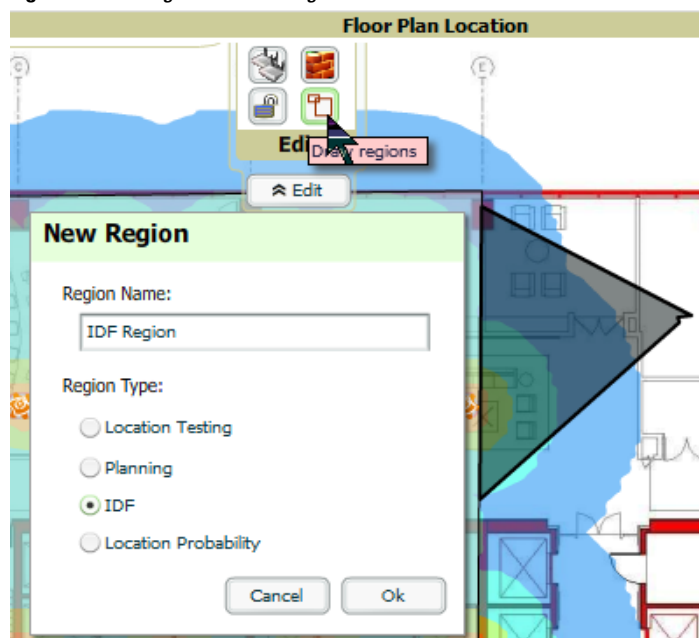 Floor Plan Location
C
E
Draw regions
Edit
New Region
Region Name:
IDF Region
Region Type:
Location Testing
Planning
IDF
Location Probability
Cancel
Ok